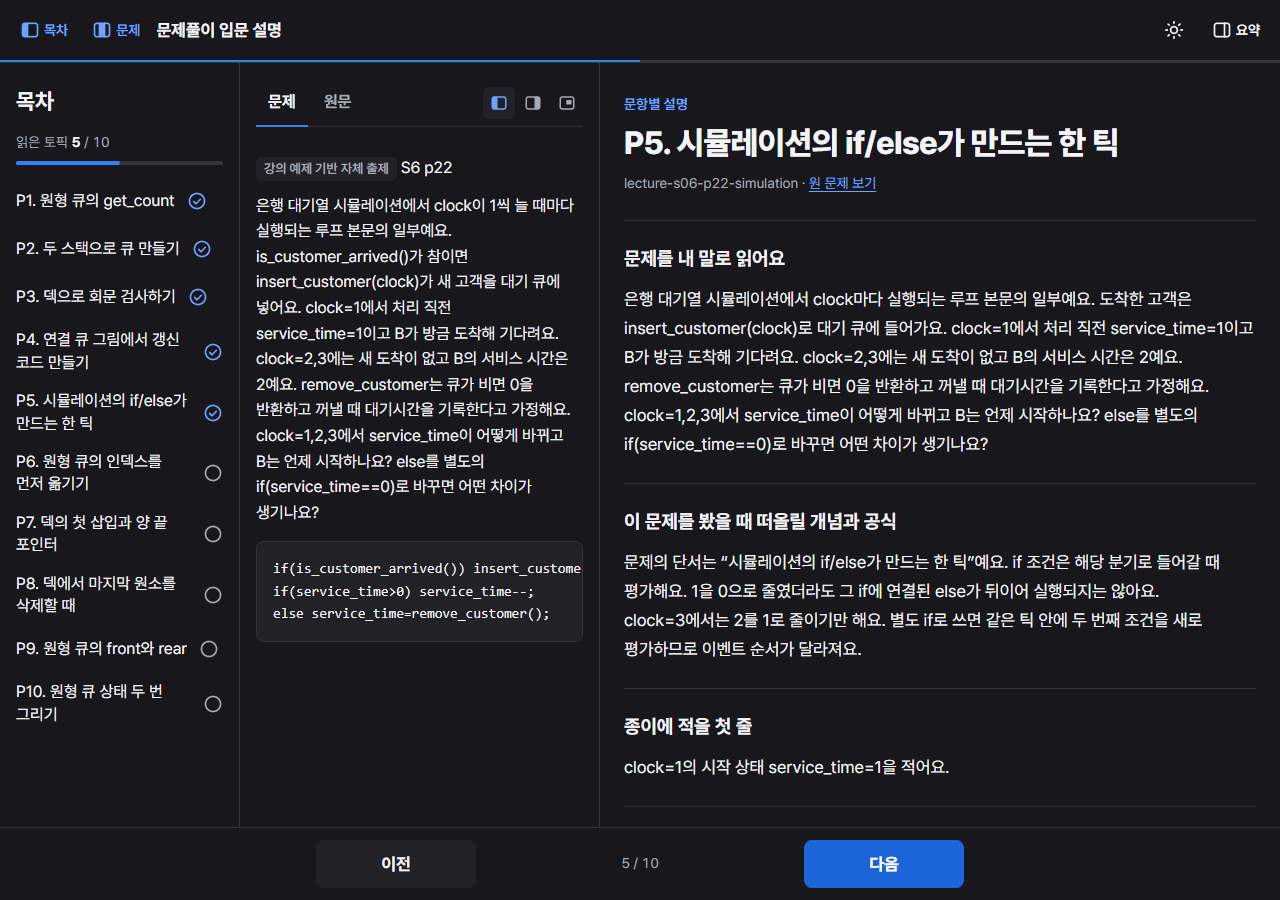 목차
문제
문제풀이 입문 설명
요약
목차
읽은 토픽 5 / 10
P1. 원형 큐의 get_count
P2. 두 스택으로 큐 만들기
P3. 덱으로 회문 검사하기
P4. 연결 큐 그림에서 갱신
코드 만들기
P5. 시뮬레이션의 if/else가
만드는 한 틱
P6. 원형 큐의 인덱스를
먼저 옮기기
P7. 덱의 첫 삽입과 양 끝
포인터
P8. 덱에서 마지막 원소를
삭제할 때
P9. 원형 큐의 front와 rear
P10. 원형 큐 상태 두 번
그리기
문제
원문
강의 예제 기반 자체 출제 S6 p22
은행 대기열 시뮬레이션에서 clock이 1씩 늘 때마다
실행되는 루프 본문의 일부예요.
is_customer_arrived()가 참이면
insert_customer(clock)가 새 고객을 대기 큐에
넣어요. clock=1에서 처리 직전
service_time=1이고 B가 방금 도착해 기다려요.
clock=2,3에는 새 도착이 없고 B의 서비스 시간은
2예요. remove_customer는 큐가 비면 0을
반환하고 꺼낼 때 대기시간을 기록한다고 가정해요.
clock=1,2,3에서 service_time이 어떻게 바뀌고
B는 언제 시작하나요? else를 별도의
if(service_time==0)로 바꾸면 어떤 차이가
생기나요?
if(is_customer_arrived()) insert_custome
if(service_time>0) service_time--;
else service_time=remove_customer();
문항별 설명
P5. 시뮬레이션의 if/else가 만드는 한 틱
lecture-s06-p22-simulation · 원 문제 보기
문제를 내 말로 읽어요
은행 대기열 시뮬레이션에서 clock마다 실행되는 루프 본문의 일부예요. 도착한 고객은
insert_customer(clock)로 대기 큐에 들어가요. clock=1에서 처리 직전 service_time=1이고
B가 방금 도착해 기다려요. clock=2,3에는 새 도착이 없고 B의 서비스 시간은 2예요.
remove_customer는 큐가 비면 0을 반환하고 꺼낼 때 대기시간을 기록한다고 가정해요.
clock=1,2,3에서 service_time이 어떻게 바뀌고 B는 언제 시작하나요? else를 별도의
if(service_time==0)로 바꾸면 어떤 차이가 생기나요?
이 문제를 봤을 때 떠올릴 개념과 공식
문제의 단서는 “시뮬레이션의 if/else가 만드는 한 틱”예요. if 조건은 해당 분기로 들어갈 때
평가해요. 1을 0으로 줄였더라도 그 if에 연결된 else가 뒤이어 실행되지는 않아요.
clock=3에서는 2를 1로 줄이기만 해요. 별도 if로 쓰면 같은 틱 안에 두 번째 조건을 새로
평가하므로 이벤트 순서가 달라져요.
종이에 적을 첫 줄
clock=1의 시작 상태 service_time=1을 적어요.
이전
5 / 10
다음